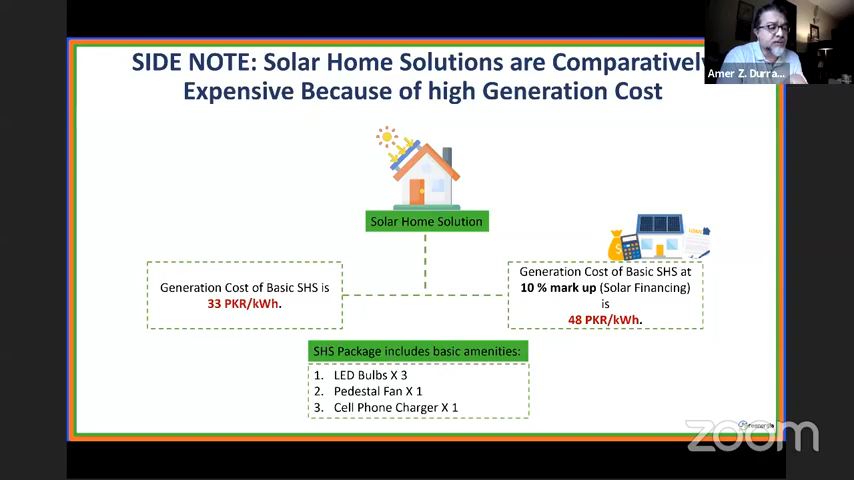 SIDE NOTE: Solar Home Solutions are Comparatively
Expensive Because of high Generation Cost
Amer Z. Durra...
Solar Home Solution
Generation Cost of Basic SHS is
33 PKR/kWh.
Generation Cost of Basic SHS at
10 % mark up (Solar Financing)
is
48 PKR/kWh.
SHS Package includes basic amenities:
1. LED Bulbs X 3
2. Pedestal Fan X 1
3. Cell Phone Charger X 1
zoom